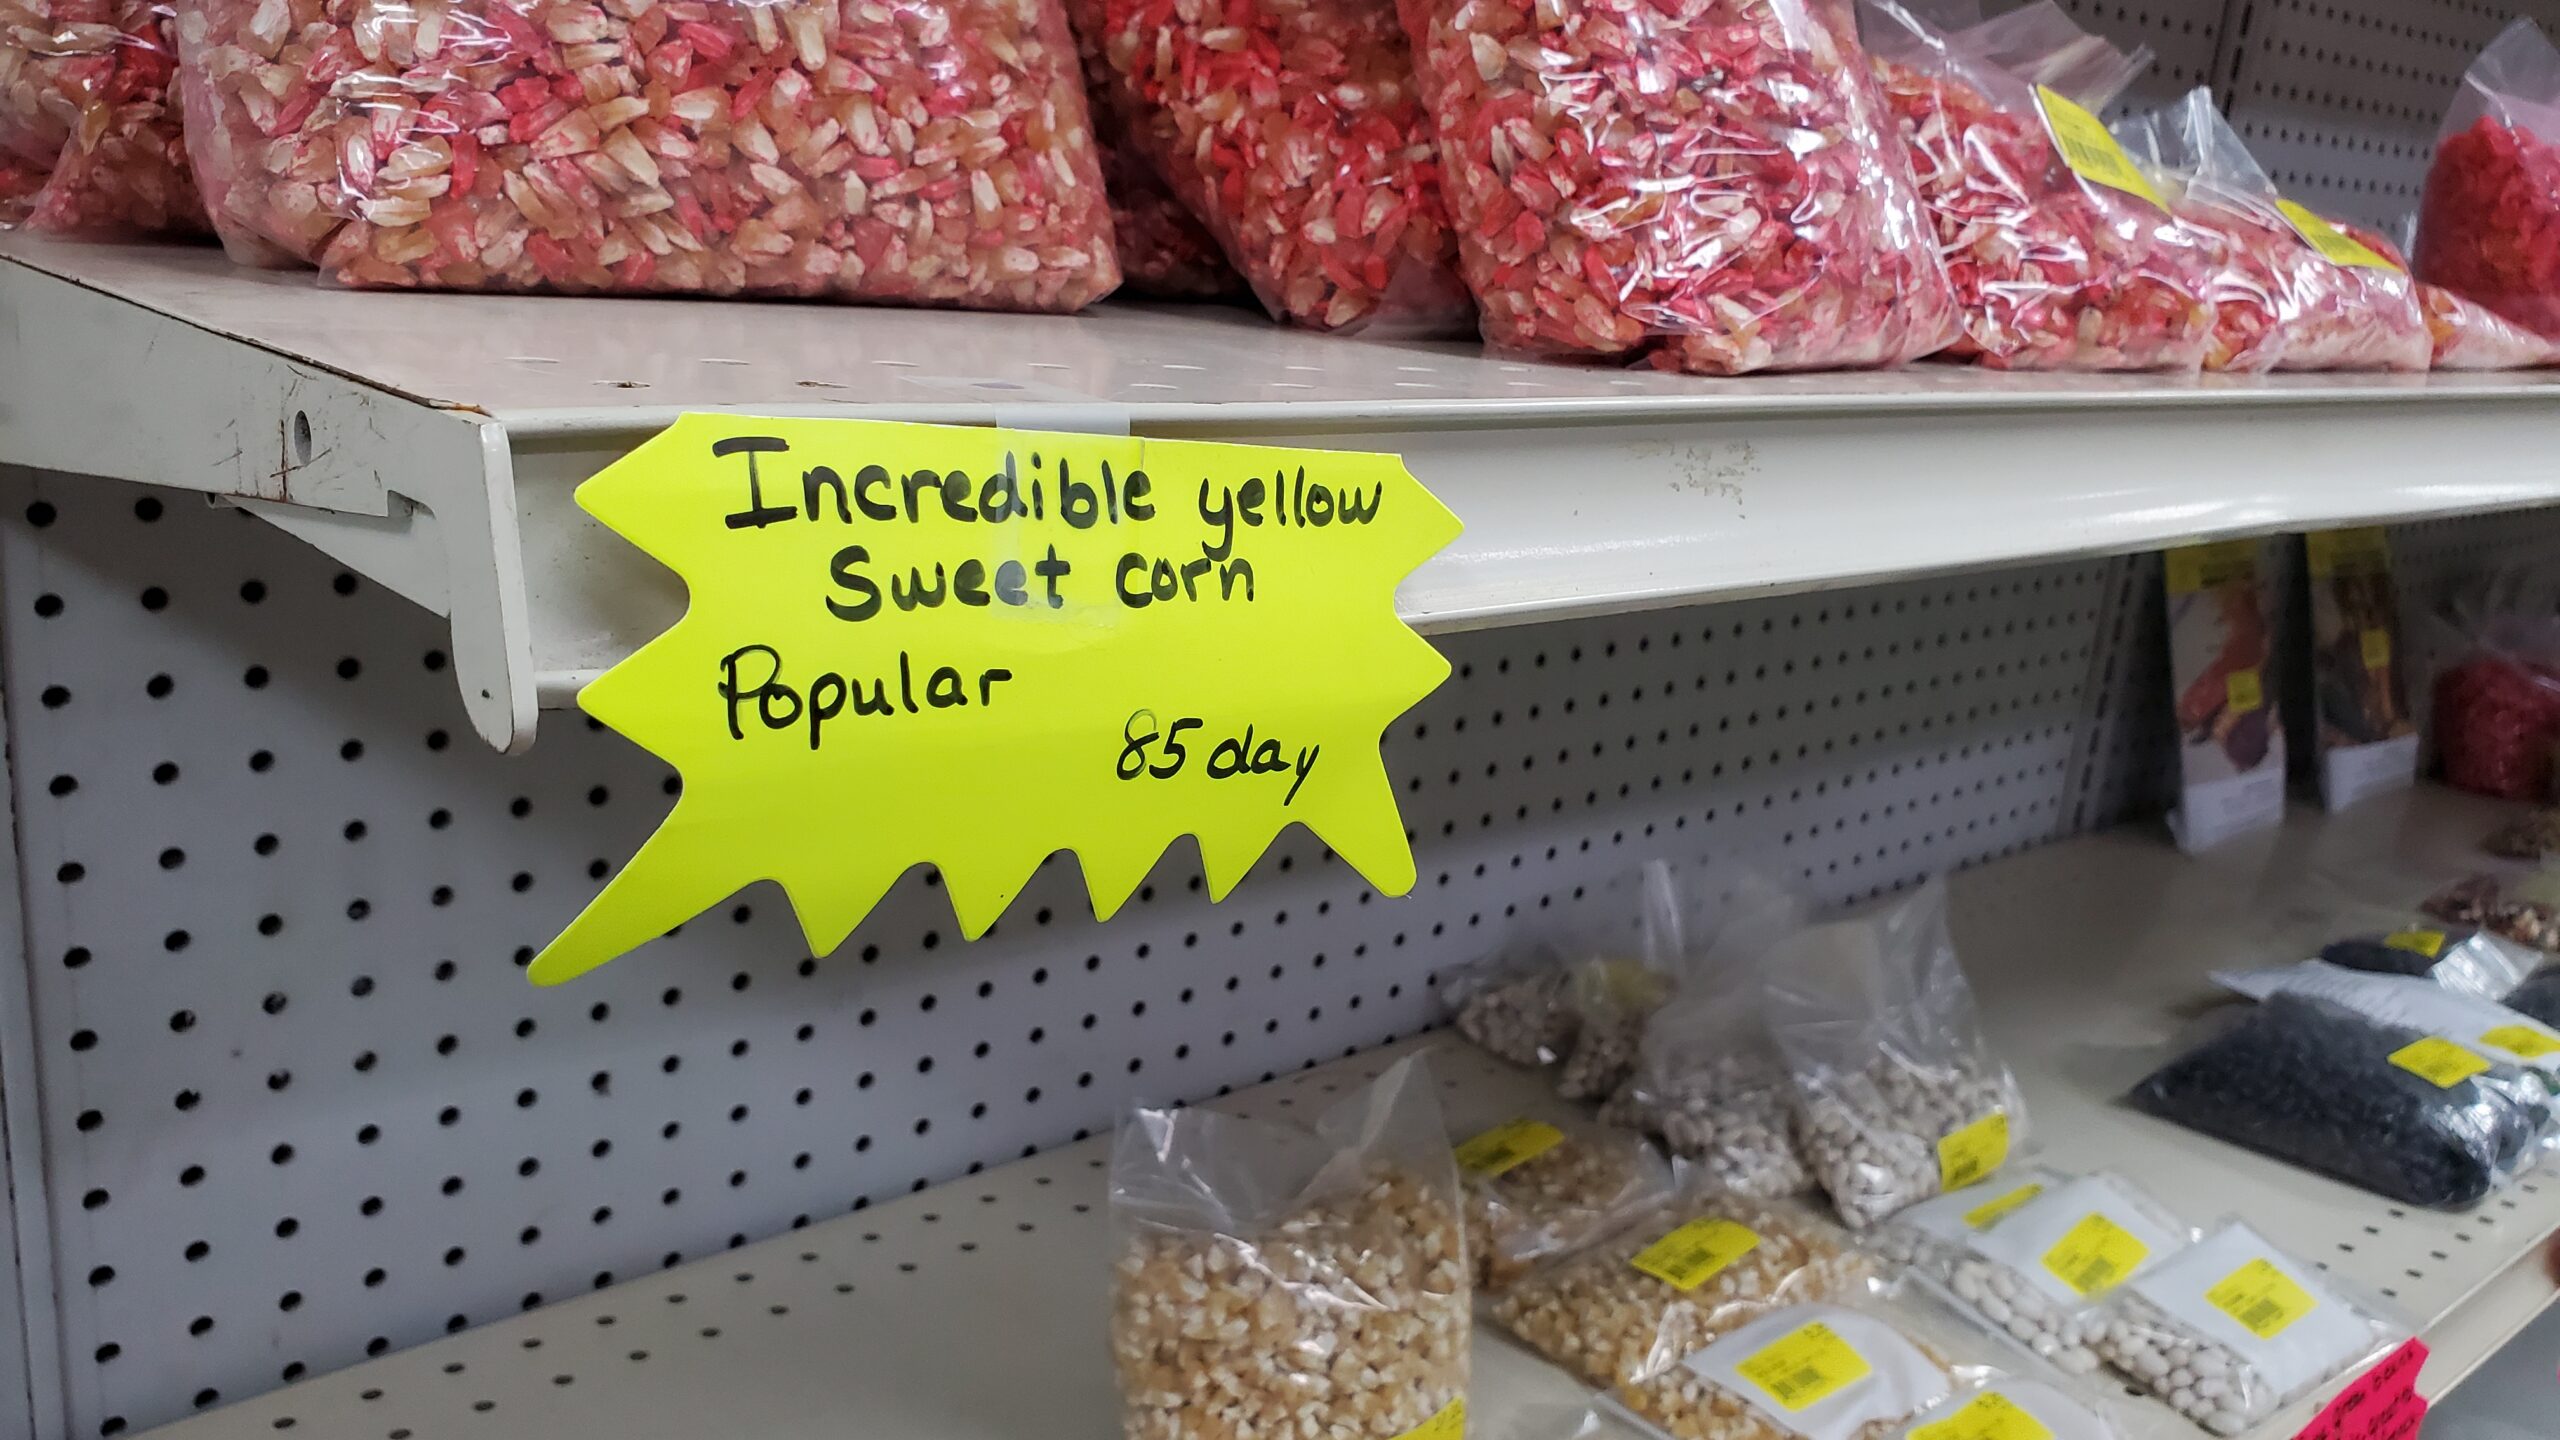 Incredible yellow
Sweet corn
Popular
85 day